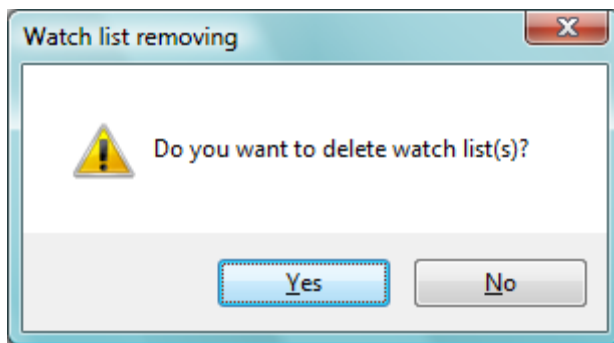 Watch list removing
Do you want to delete watch list(s)?
Yes
No